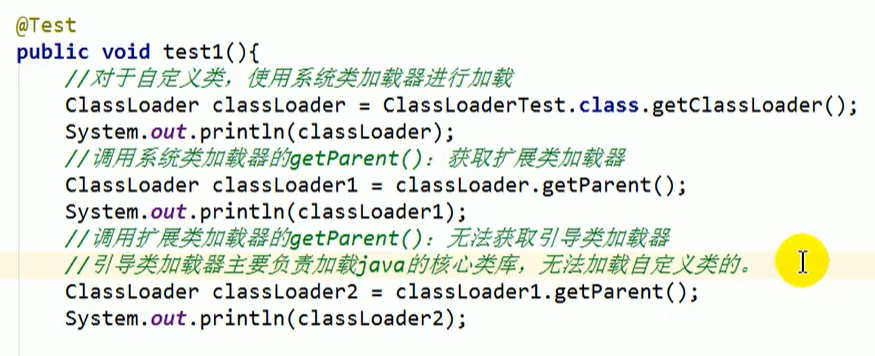 @Test
public void test1(){
//对于自定义类，使用系统类加载器进行加载
ClassLoader classLoader = ClassLoaderTest.class.getClassLoader();
System.out.println(classLoader);
//调用系统类加载器的getParent()：获取扩展类加载器
ClassLoader classLoader1 = classLoader.getParent();
System.out.println(classLoader1);
//调用扩展类加载器的getParent()：无法获取引导类加载器
//引导类加载器主要负责加载java的核心类库，无法加载自定义类的。
ClassLoader classLoader2 = classLoader1.getParent();
System.out.println(classLoader2);